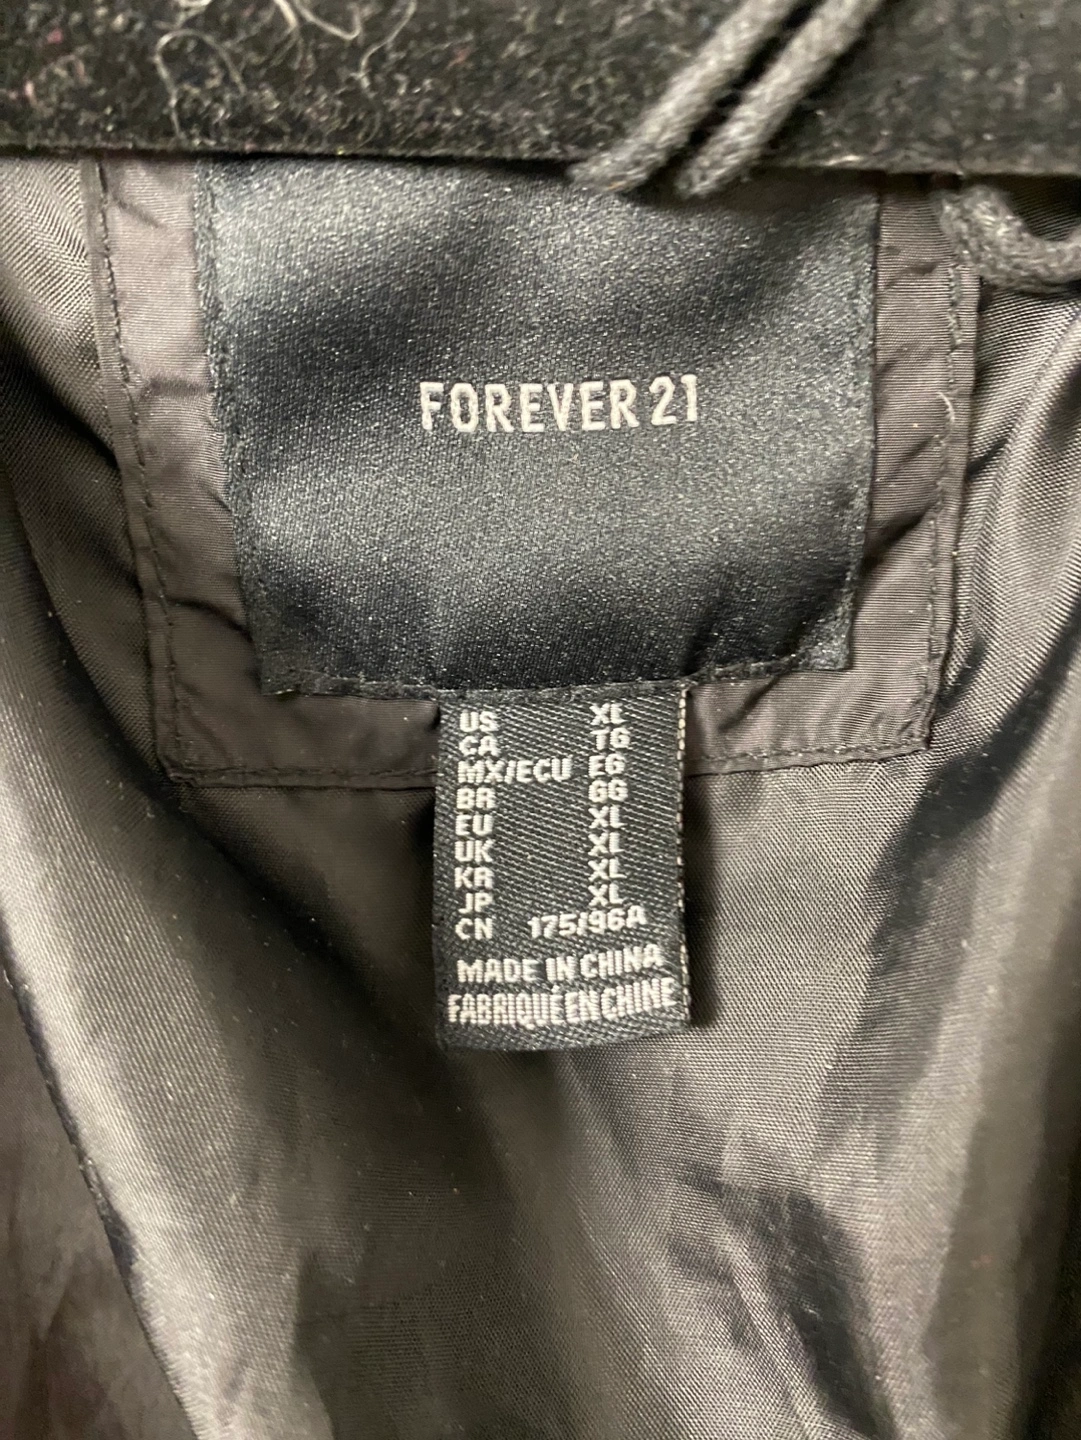 FOREVER 21
US XL
CA TG
MX/ECU EG
BR GG
EU XL
UK XL
KR XL
JP XL
CN 175/96A
MADE IN CHINA
FABRIQUÉ EN CHINE